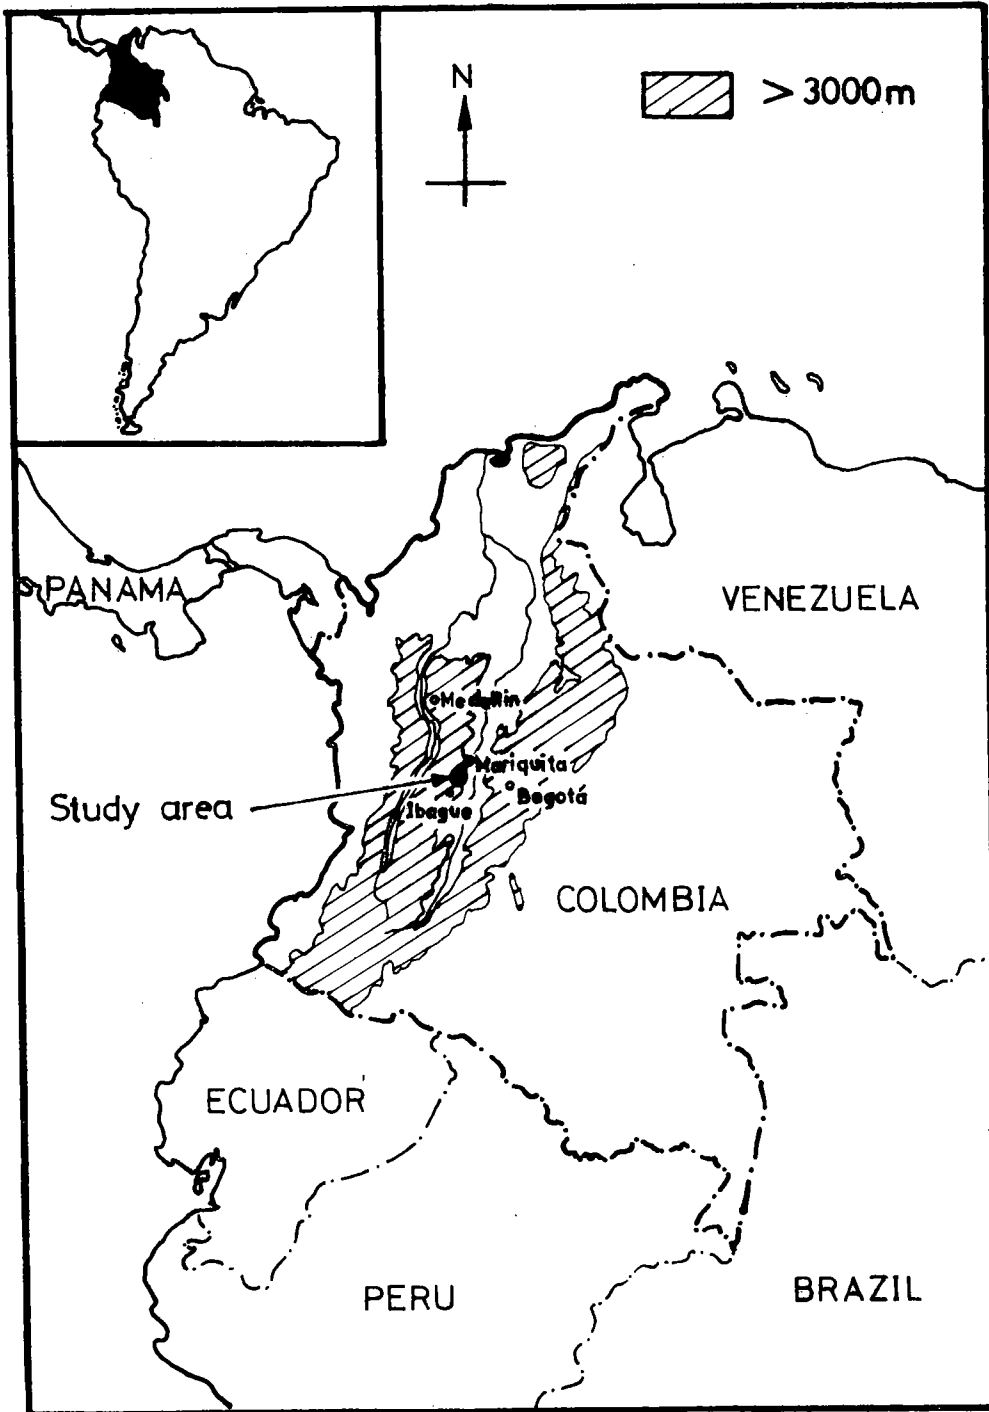 N
> 3000m
PANAMA
VENEZUELA
Medellin
Mariquita
Bogotá
Study area
Ibague
COLOMBIA
ECUADOR
PERU
BRAZIL